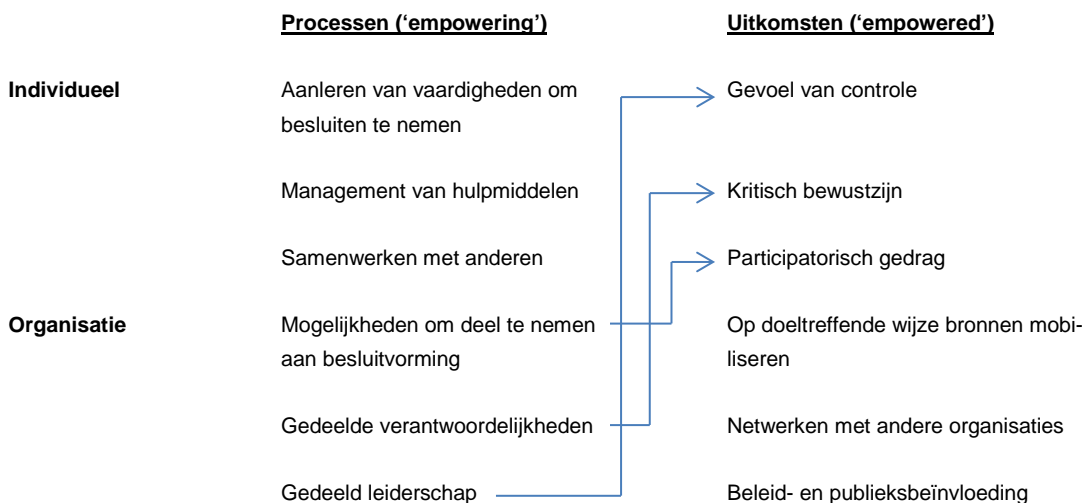 Processen (‘empowering’) Uitkomsten (‘empowered’)
Individueel Aanleren van vaardigheden om Gevoel van controle
besluiten te nemen
Management van hulpmiddelen Kritisch bewustzijn
Samenwerken met anderen Participatorisch gedrag
Organisatie Mogelijkheden om deel te nemen Op doeltreffende wijze bronnen mobi-
aan besluitvorming liseren
Gedeelde verantwoordelijkheden Netwerken met andere organisaties
Gedeeld leiderschap Beleid- en publieksbeïnvloeding